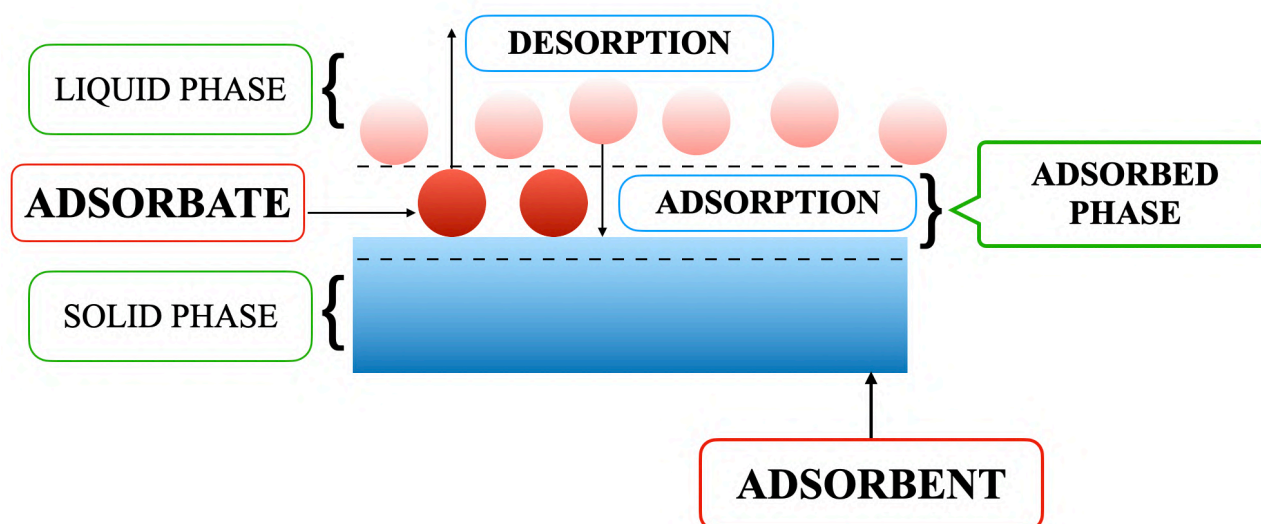 DESORPTION
LIQUID PHASE
ADSORBATE
ADSORPTION
ADSORBED
PHASE
SOLID PHASE
ADSORBENT